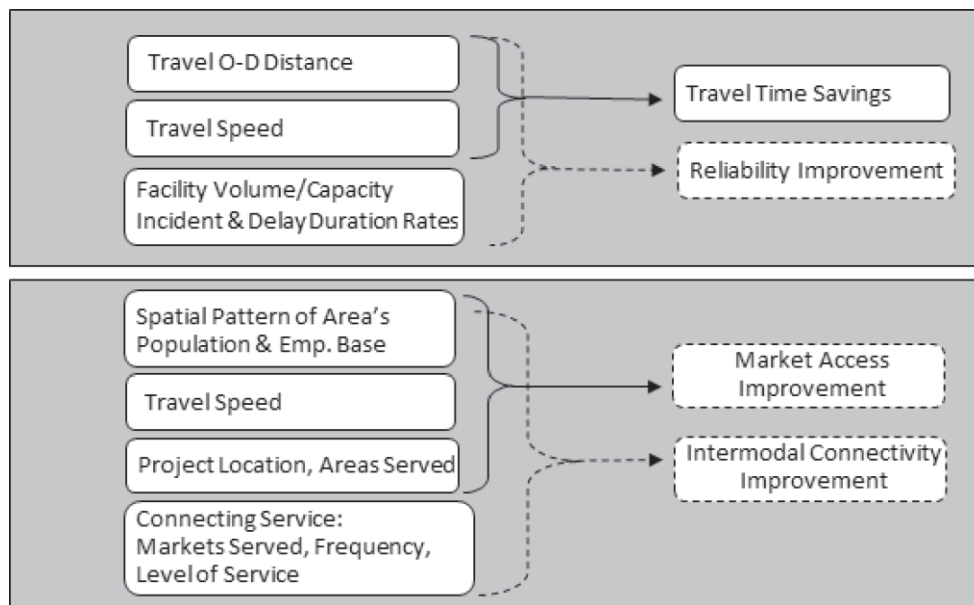 Travel O-D Distance
Travel Speed
Travel Time Savings
Facility Volume/Capacity
Incident & Delay Duration Rates
Reliability Improvement
Spatial Pattern of Area's
Population & Emp. Base
Travel Speed
Project Location, Areas Served
Connecting Service:
Markets Served, Frequency,
Level of Service
Market Access
Improvement
Intermodal Connectivity
Improvement